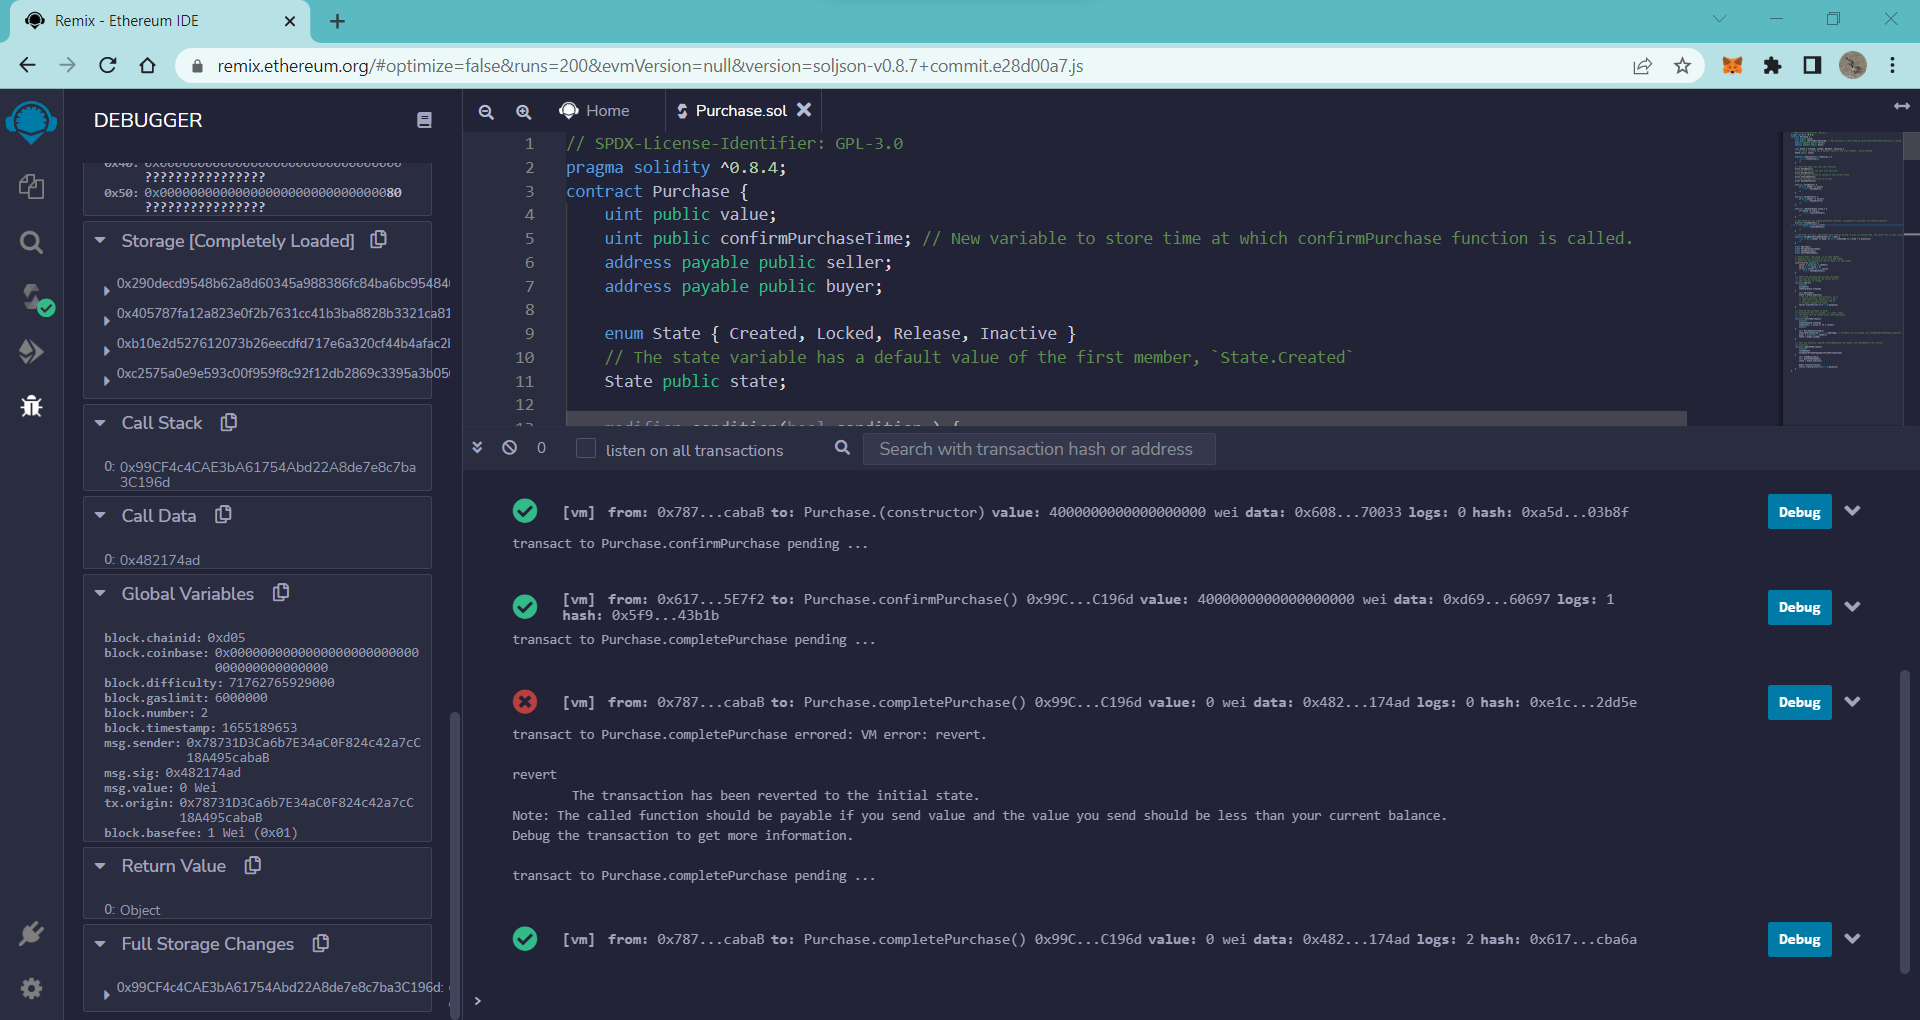 Remix - Ethereum IDE
remix.ethereum.org/#optimize=false&runs=200&evmVersion=null&version=soljson-v0.8.7+commit.e28d00a7.js
DEBUGGER
????????????????
0x50: 0x00000000000000000000000000000080
????????????????
Storage [Completely Loaded]
0x290decd9548b62a8d60345a988386fc84ba6bc95484
0x405787fa12a823e0f2b7631cc41b3ba8828b3321ca81
0xb10e2d527612073b26eecdfd717e6a320cf44b4afac2
0xc2575a0e9e593c00f959f8c92f12db2869c3395a3b05
Call Stack
0: 0x99CF4c4CAE3bA61754Abd22A8de7e8c7ba
3C196d
Call Data
0: 0x482174ad
Global Variables
block.chainid: 0xd05
block.coinbase: 0x0000000000000000000000000
000000000000000
block.difficulty: 71762765929000
block.gaslimit: 6000000
block.number: 2
block.timestamp: 1655189653
msg.sender: 0x78731D3Ca6b7E34aC0F824c42a7cC
18A495cabaB
msg.sig: 0x482174ad
msg.value: 0 Wei
tx.origin: 0x78731D3Ca6b7E34aC0F824c42a7cC
18A495cabaB
block.basefee: 1 Wei (0x01)
Return Value
0: Object
Full Storage Changes
0x99CF4c4CAE3bA61754Abd22A8de7e8c7ba3C196d:
Home
Purchase.sol
1 // SPDX-License-Identifier: GPL-3.0
2 pragma solidity ^0.8.4;
3 contract Purchase {
4 uint public value;
5 uint public confirmPurchaseTime; // New variable to store time at which confirmPurchase function is called.
6 address payable public seller;
7 address payable public buyer;
8
9 enum State { Created, Locked, Release, Inactive }
10 // The state variable has a default value of the first member, `State.Created`
11 State public state;
12
0
listen on all transactions
Search with transaction hash or address
[vm] from: 0x787...cabaB to: Purchase.(constructor) value: 4000000000000000000 wei data: 0x608...70033 logs: 0 hash: 0xa5d...03b8f
Debug
transact to Purchase.confirmPurchase pending ...
[vm] from: 0x617...5E7f2 to: Purchase.confirmPurchase() 0x99C...C196d value: 4000000000000000000 wei data: 0xd69...60697 logs: 1
hash: 0x5f9...43b1b
Debug
transact to Purchase.completePurchase pending ...
[vm] from: 0x787...cabaB to: Purchase.completePurchase() 0x99C...C196d value: 0 wei data: 0x482...174ad logs: 0 hash: 0xe1c...2dd5e
Debug
transact to Purchase.completePurchase errored: VM error: revert.
revert
The transaction has been reverted to the initial state.
Note: The called function should be payable if you send value and the value you send should be less than your current balance.
Debug the transaction to get more information.
transact to Purchase.completePurchase pending ...
[vm] from: 0x787...cabaB to: Purchase.completePurchase() 0x99C...C196d value: 0 wei data: 0x482...174ad logs: 2 hash: 0x617...cba6a
Debug
>